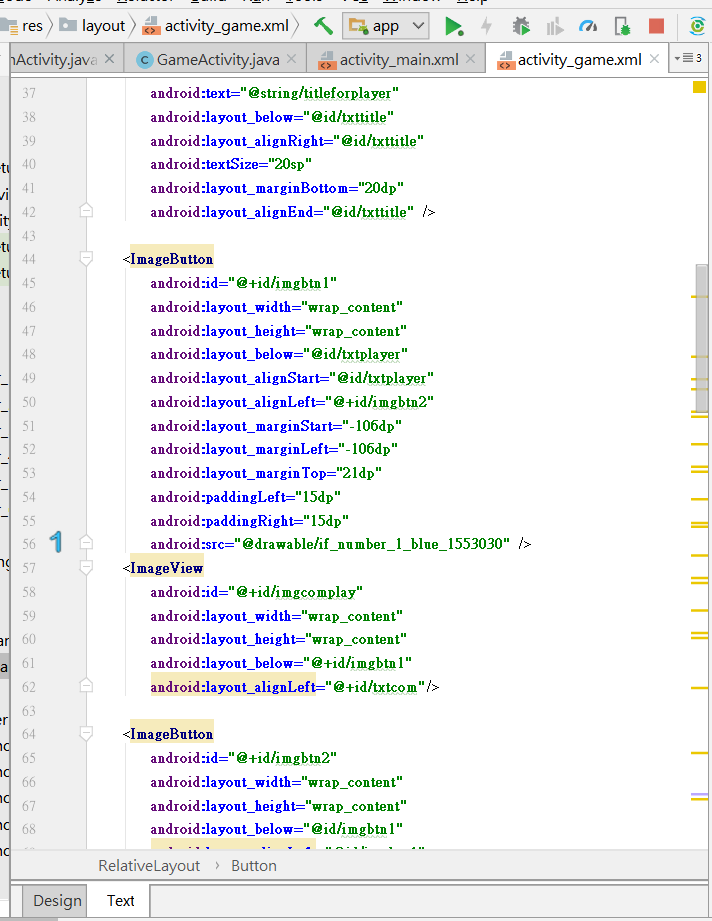 res layout activity_game.xml app
nActivity.java GameActivity.java activity_main.xml activity_game.xml 3
37 android:text="@string/titleforplayer"
38 android:layout_below="@id/txttitle"
39 android:layout_alignRight="@id/txttitle"
40 android:textSize="20sp"
41 android:layout_marginBottom="20dp"
42 android:layout_alignEnd="@id/txttitle" />
43
44 <ImageButton
45 android:id="@+id/imgbtn1"
46 android:layout_width="wrap_content"
47 android:layout_height="wrap_content"
48 android:layout_below="@id/txtplayer"
49 android:layout_alignStart="@id/txtplayer"
50 android:layout_alignLeft="@+id/imgbtn2"
51 android:layout_marginStart="-106dp"
52 android:layout_marginLeft="-106dp"
53 android:layout_marginTop="21dp"
54 android:paddingLeft="15dp"
55 android:paddingRight="15dp"
56 1 android:src="@drawable/if_number_1_blue_1553030" />
57 <ImageView
58 android:id="@+id/imgcomplay"
59 android:layout_width="wrap_content"
60 android:layout_height="wrap_content"
61 android:layout_below="@+id/imgbtn1"
62 android:layout_alignLeft="@+id/txtcom"/>
63
64 <ImageButton
65 android:id="@+id/imgbtn2"
66 android:layout_width="wrap_content"
67 android:layout_height="wrap_content"
68 android:layout_below="@id/imgbtn1"
RelativeLayout › Button
Design Text